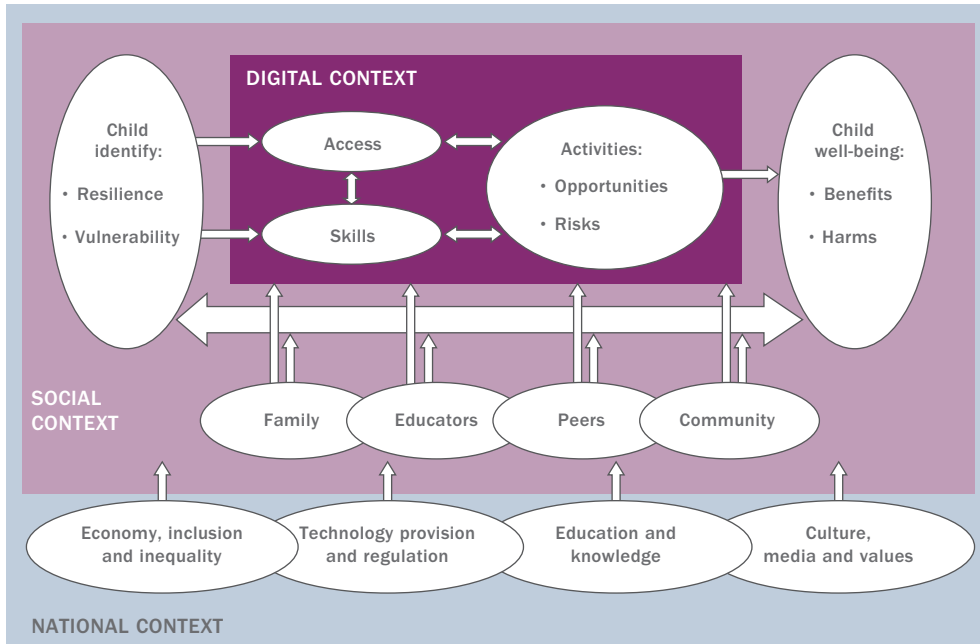 DIGITAL CONTEXT
Child
identify:
• Resilience
• Vulnerability
Access
Skills
Activities:
• Opportunities
• Risks
Child
well-being:
• Benefits
• Harms
SOCIAL
CONTEXT
Family
Educators
Peers
Community
Economy, inclusion
and inequality
Technology provision
and regulation
Education and
knowledge
Culture,
media and values
NATIONAL CONTEXT